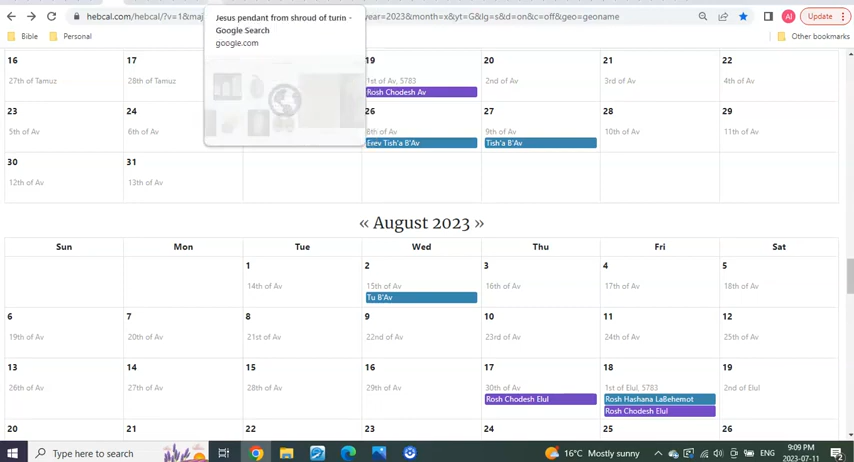 hebcal.com/hebcal/?v=1&maj
year=2023&month=x&yt=G&lg=s&d=on&c=off&geo=geoname
AI
Update
Jesus pendant from shroud of turin -
Google Search
google.com
Bible
Personal
Other bookmarks
16 17 19 20 21 22
27th of Tamuz 28th of Tamuz 1st of Av, 5783 2nd of Av 3rd of Av 4th of Av
Rosh Chodesh Av
23 24 26 27 28 29
5th of Av 6th of Av 8th of Av 9th of Av 10th of Av 11th of Av
Erev Tish'a B'Av Tish'a B'Av
30 31
12th of Av 13th of Av
« August 2023 »
Sun Mon Tue Wed Thu Fri Sat
1 2 3 4 5
14th of Av 15th of Av 16th of Av 17th of Av 18th of Av
Tu B'Av
6 7 8 9 10 11 12
19th of Av 20th of Av 21st of Av 22nd of Av 23rd of Av 24th of Av 25th of Av
13 14 15 16 17 18 19
26th of Av 27th of Av 28th of Av 29th of Av 30th of Av 1st of Elul, 5783 2nd of Elul
Rosh Chodesh Elul Rosh Hashana LaBehemot
Rosh Chodesh Elul
20 21 22 23 24 25 26
Type here to search
16°C Mostly sunny
ENG
9:09 PM
2023-07-11
2